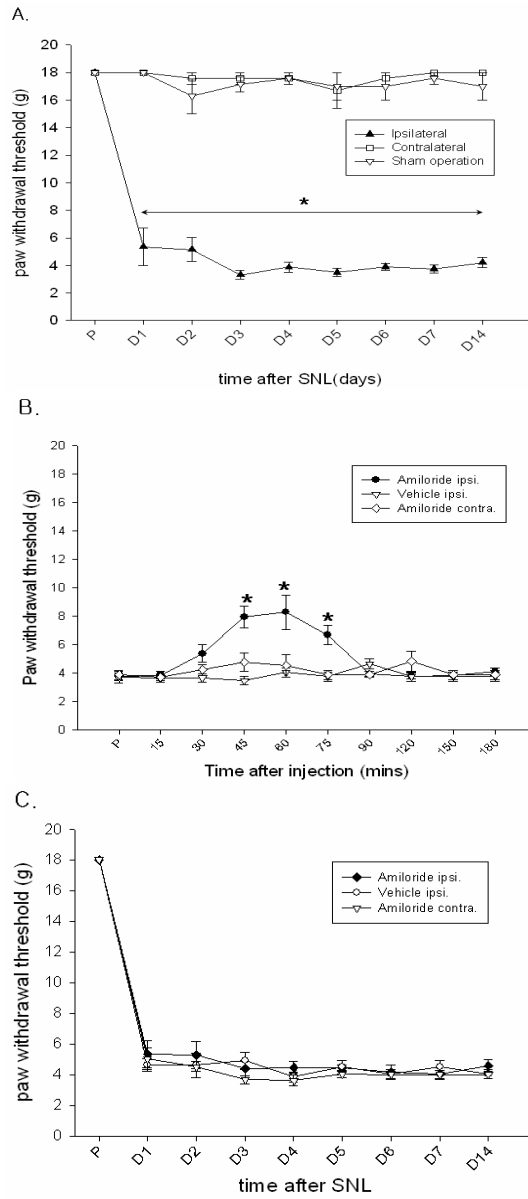 A.
20
18
16
14
12
10
8
6
4
2
0
paw withdrawal threshold (g)
Ipsilateral
Contralateral
Sham operation
*
P
D1
D2
D3
D4
D5
D6
D7
D14
time after SNL(days)
B.
20
18
16
14
12
10
8
6
4
2
0
Paw withdrawal threshold (g)
Amiloride ipsi.
Vehicle ipsi.
Amiloride contra.
*
*
*
P
15
30
45
60
75
90
120
150
180
Time after injection (mins)
C.
20
18
16
14
12
10
8
6
4
2
0
paw withdrawal threshold (g)
Amiloride ipsi.
Vehicle ipsi.
Amiloride contra.
P
D1
D2
D3
D4
D5
D6
D7
D14
time after SNL